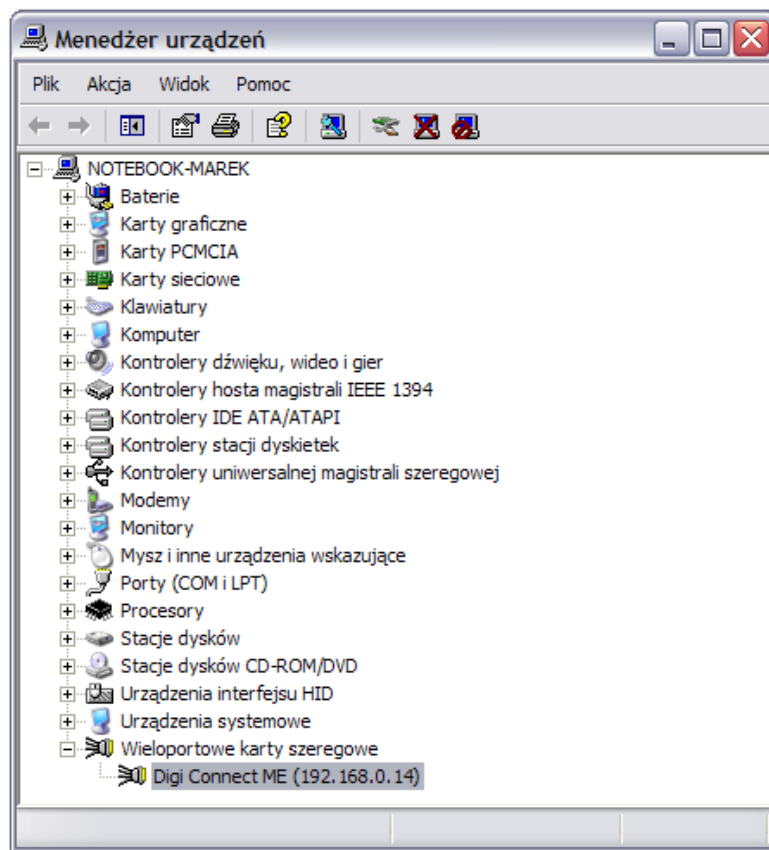 Menedżer urządzeń
Plik Akcja Widok Pomoc
NOTEBOOK-MAREK
Baterie
Karty graficzne
Karty PCMCIA
Karty sieciowe
Klawiatury
Komputer
Kontrolery dźwięku, wideo i gier
Kontrolery hosta magistrali IEEE 1394
Kontrolery IDE ATA/ATAPI
Kontrolery stacji dyskietek
Kontrolery uniwersalnej magistrali szeregowej
Modemy
Monitory
Mysz i inne urządzenia wskazujące
Porty (COM i LPT)
Procesory
Stacje dysków
Stacje dysków CD-ROM/DVD
Urządzenia interfejsu HID
Urządzenia systemowe
Wieloportowe karty szeregowe
Digi Connect ME (192.168.0.14)